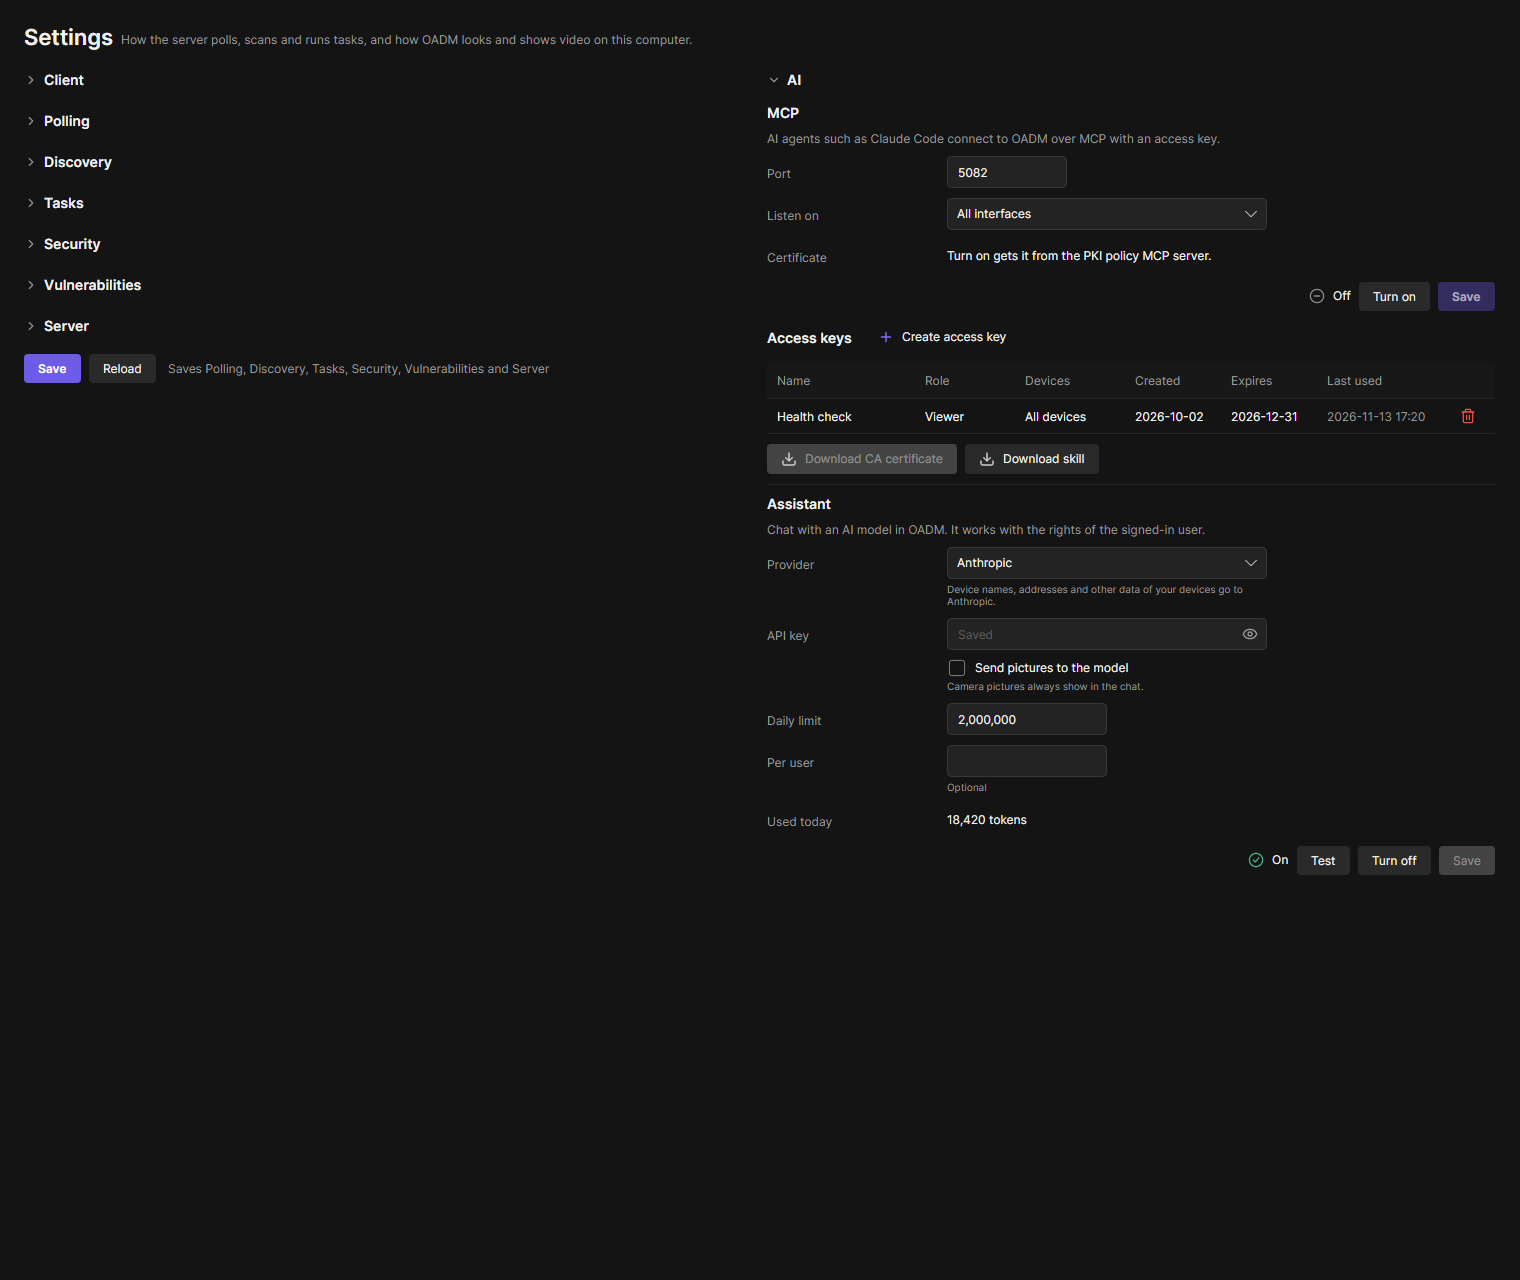 Settings How the server polls, scans and runs tasks, and how OADM looks and shows video on this computer.
Client
Polling
Discovery
Tasks
Security
Vulnerabilities
Server
Save Reload Saves Polling, Discovery, Tasks, Security, Vulnerabilities and Server
AI
MCP
AI agents such as Claude Code connect to OADM over MCP with an access key.
Port 5082
Listen on All interfaces
Certificate Turn on gets it from the PKI policy MCP server.
Off Turn on Save
Access keys Create access key
Name Role Devices Created Expires Last used
Health check Viewer All devices 2026-10-02 2026-12-31 2026-11-13 17:20
Download CA certificate Download skill
Assistant
Chat with an AI model in OADM. It works with the rights of the signed-in user.
Provider Anthropic
Device names, addresses and other data of your devices go to
Anthropic.
API key Saved
Send pictures to the model
Camera pictures always show in the chat.
Daily limit 2,000,000
Per user
Optional
Used today 18,420 tokens
On Test Turn off Save